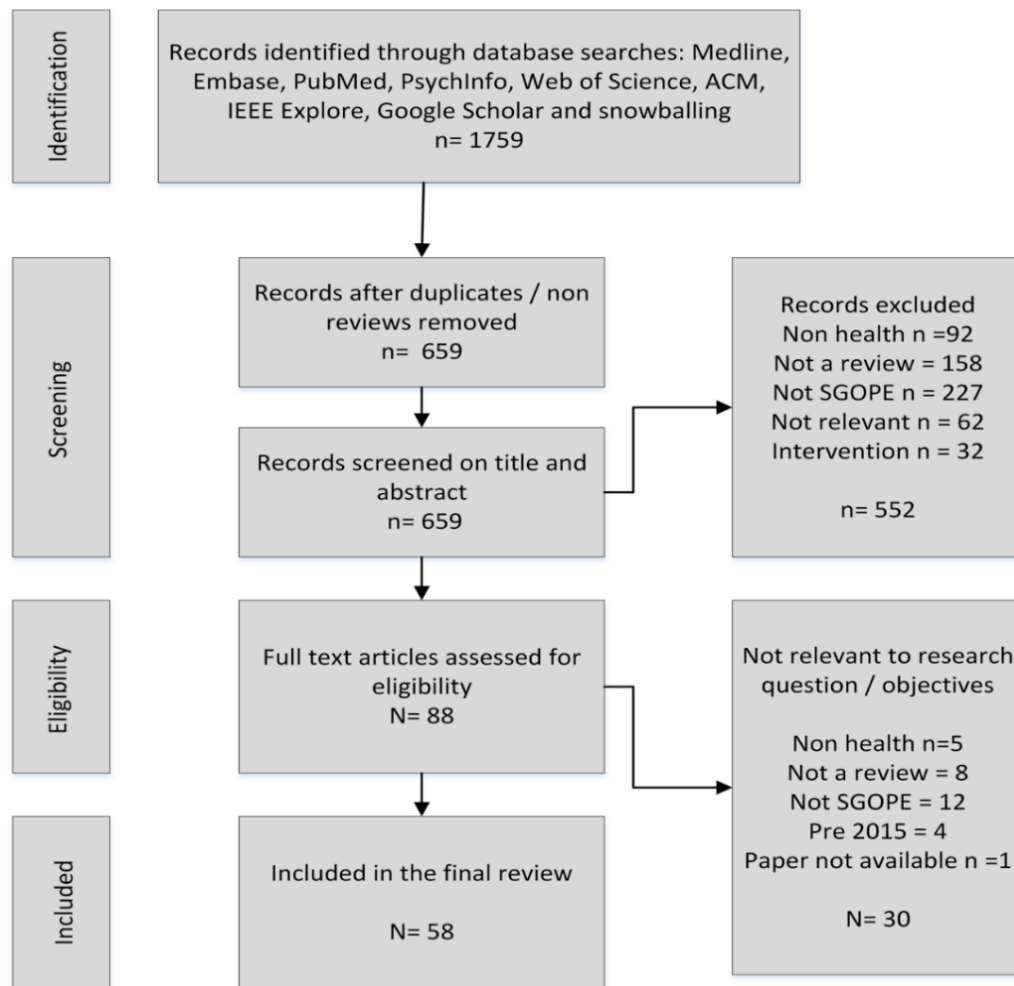 Identification
Records identified through database searches: Medline,
Embase, PubMed, PsychInfo, Web of Science, ACM,
IEEE Explore, Google Scholar and snowballing
n= 1759
Screening
Records after duplicates / non
reviews removed
n= 659
Records screened on title and
abstract
n= 659
Records excluded
Non health n =92
Not a review = 158
Not SGOPE n = 227
Not relevant n = 62
Intervention n = 32
n= 552
Eligibility
Full text articles assessed for
eligibility
N= 88
Not relevant to research
question / objectives
Non health n=5
Not a review = 8
Not SGOPE = 12
Pre 2015 = 4
Paper not available n =1
N= 30
Included
Included in the final review
N= 58